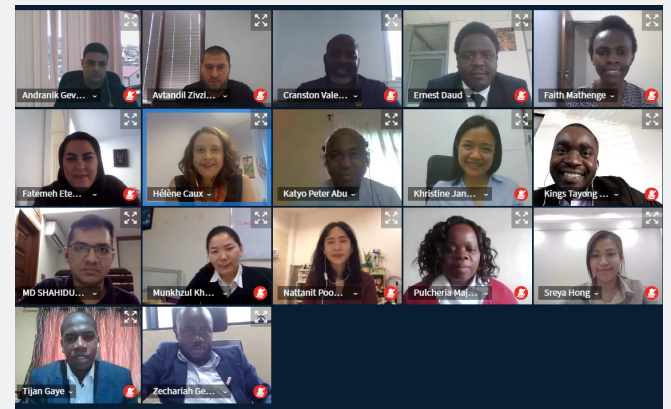 Andranik Gev...
Avtandil Zivzi...
Cranston Vale...
Ernest Daud
Faith Mathenge
Fatemeh Ete...
Hélène Caux
Katyo Peter Abu
Khristine Jan...
Kings Tayong ...
MD SHAHIDU...
Munkhzul Kh...
Nattanit Poo...
Pulcheria Maj...
Sreya Hong
Tijan Gaye
Zechariah Ge...